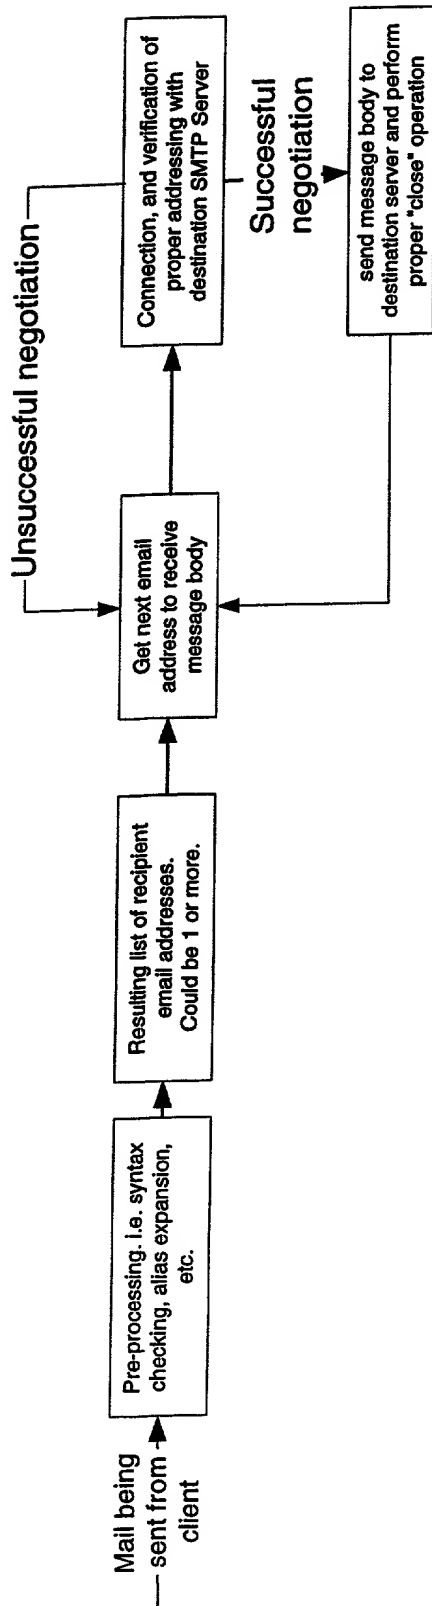 Mail being
sent from
client
Pre-processing. i.e. syntax
checking, alias expansion,
etc.
Resulting list of recipient
email addresses.
Could be 1 or more.
Get next email
address to receive
message body
Unsuccessful negotiation
Connection, and verification of
proper addressing with
destination SMTP Server
Successful
negotiation
send message body to
destination server and perform
proper "close" operation